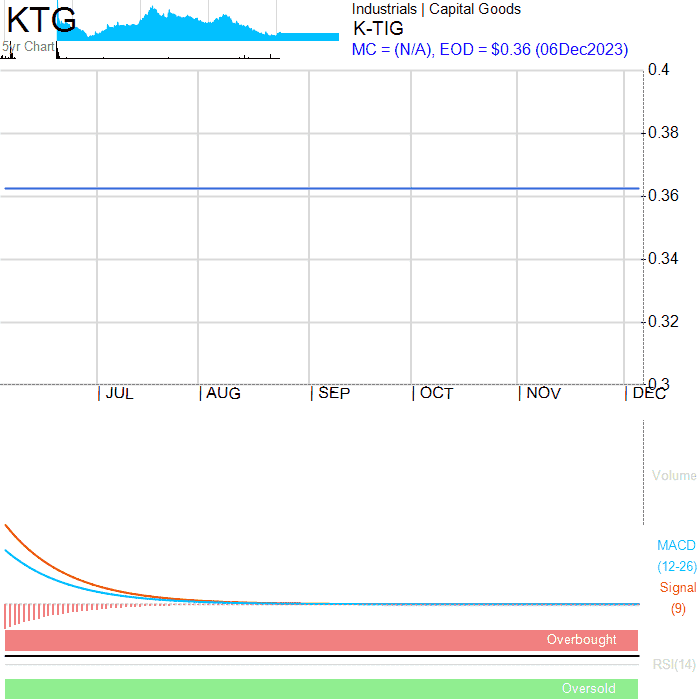 KTG
5yr Chart
Industrials | Capital Goods
K-TIG
MC = (N/A), EOD = $0.36 (06Dec2023)
0.4
0.38
0.36
0.34
0.32
0.3
| JUL | AUG | SEP | OCT | NOV | DEC
Volume
MACD
(12-26)
Signal
(9)
Overbought
RSI(14)
Oversold